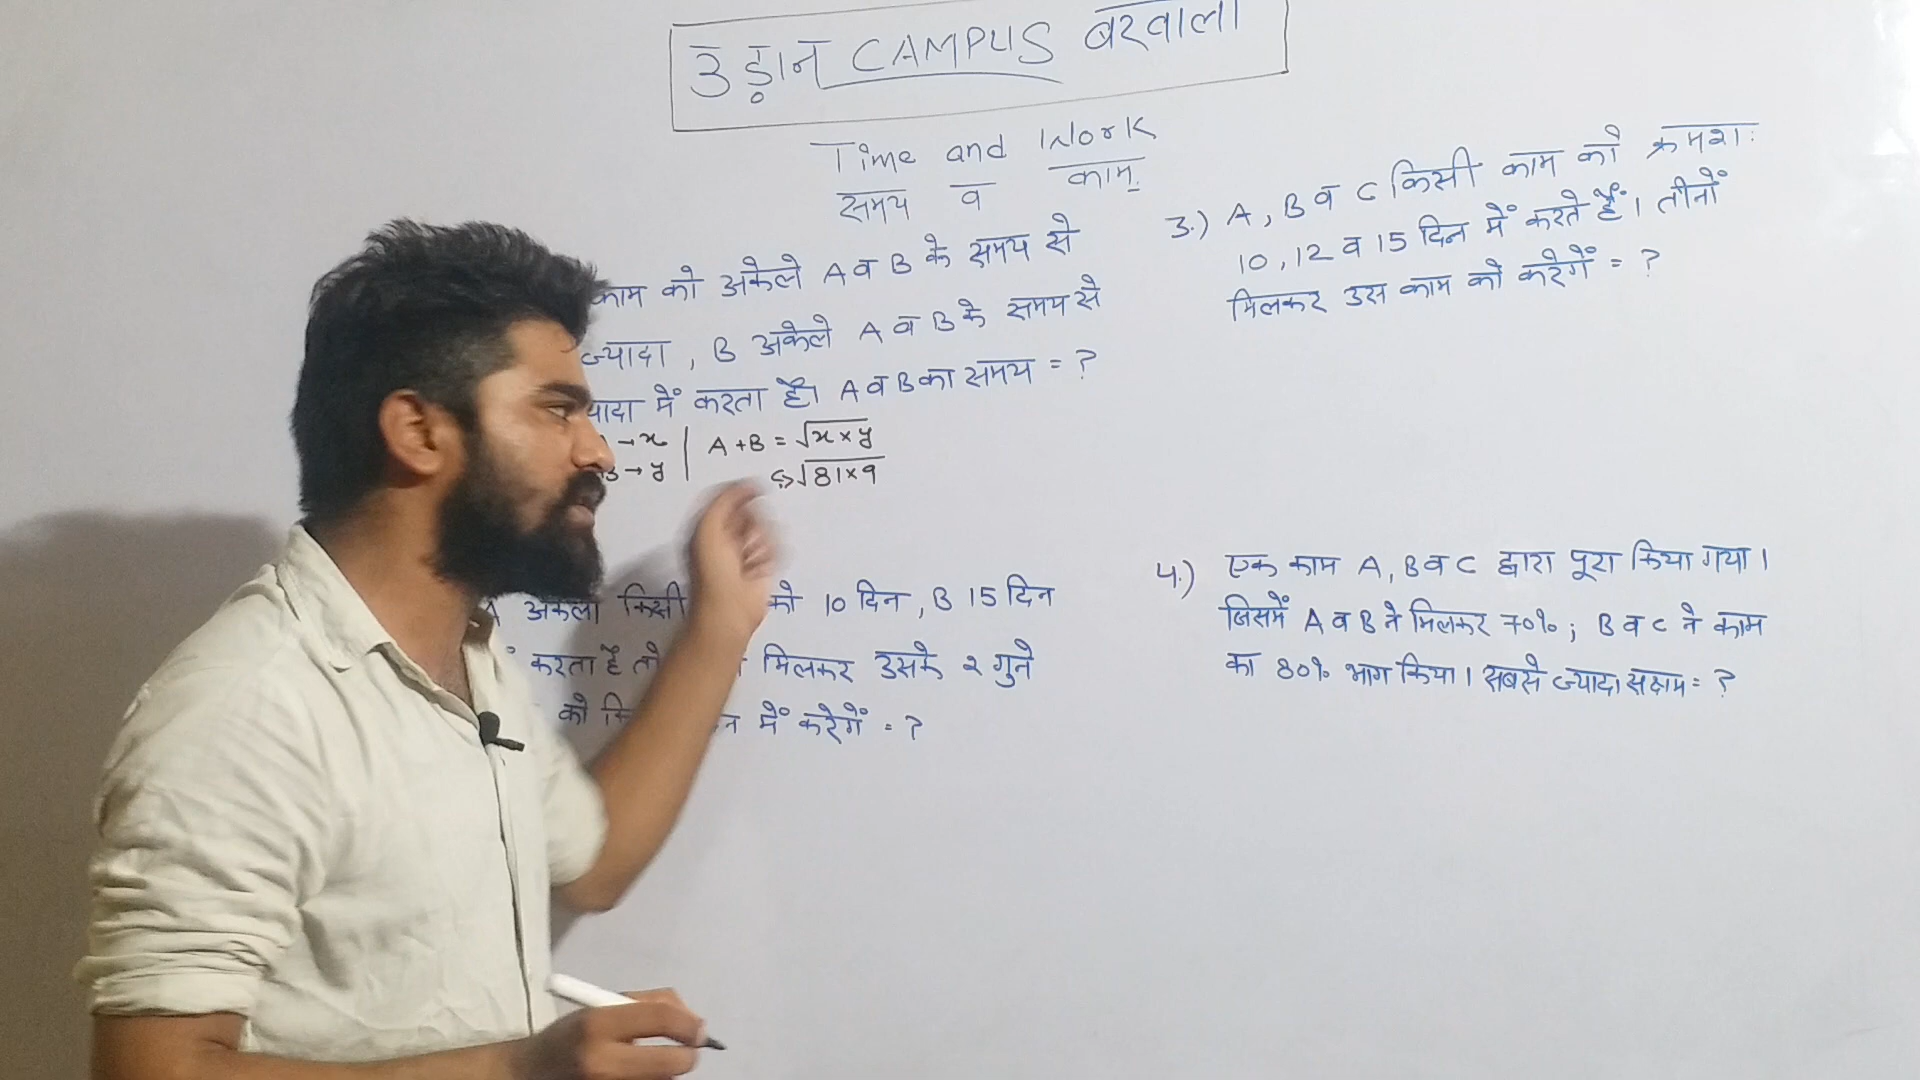 उड़ान CAMPUS बरवाला
Time and Work
समय व काम.
काम को अकेले A व B के समय से
ज्यादा, B अकेले A व B के समय से
में करता है। A व B का समय = ?
→ x | A + B = √x × y
B → y | ↳ √81×9
A अकेला किसी को 10 दिन, B 15 दिन
करता है तो मिलकर उसके 2 गुने
को में करेगें = ?
3.) A, B व C किसी काम को क्रमशः
10, 12 व 15 दिन में करते हैं। तीनों
मिलकर उस काम को करेगें = ?
4.) एक काम A, B व C द्वारा पूरा किया गया।
जिसमें A व B ने मिलकर 70%; B व C ने काम
का 80% भाग किया। सबसे ज्यादा सक्षम = ?